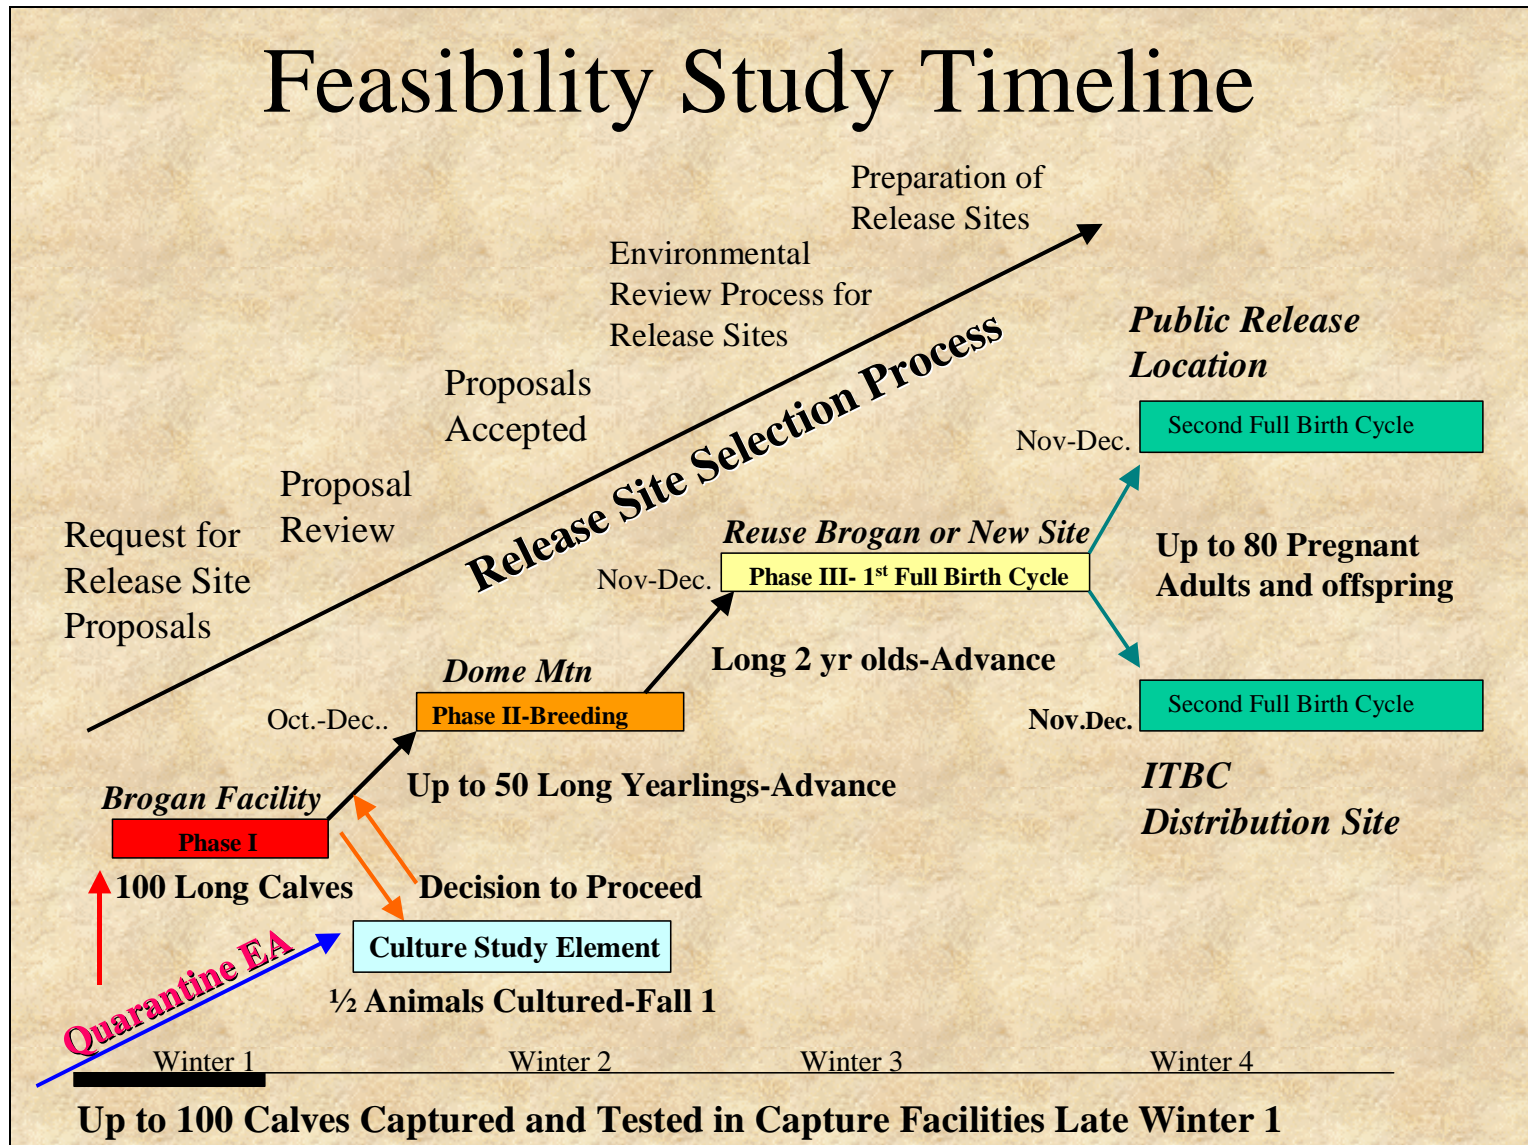 Feasibility Study Timeline
Preparation of
Release Sites
Environmental
Review Process for
Release Sites
Proposals
Accepted
Proposal
Review
Request for
Release Site
Proposals
Release Site Selection Process
Public Release
Location
Nov-Dec.
Second Full Birth Cycle
Reuse Brogan or New Site
Nov-Dec.
Phase III- 1st Full Birth Cycle
Up to 80 Pregnant
Adults and offspring
Long 2 yr olds-Advance
Dome Mtn
Oct.-Dec..
Phase II-Breeding
Nov.Dec.
Second Full Birth Cycle
ITBC
Distribution Site
Up to 50 Long Yearlings-Advance
Brogan Facility
Phase I
100 Long Calves
Decision to Proceed
Culture Study Element
½ Animals Cultured-Fall 1
Quarantine EA
Winter 1
Winter 2
Winter 3
Winter 4
Up to 100 Calves Captured and Tested in Capture Facilities Late Winter 1